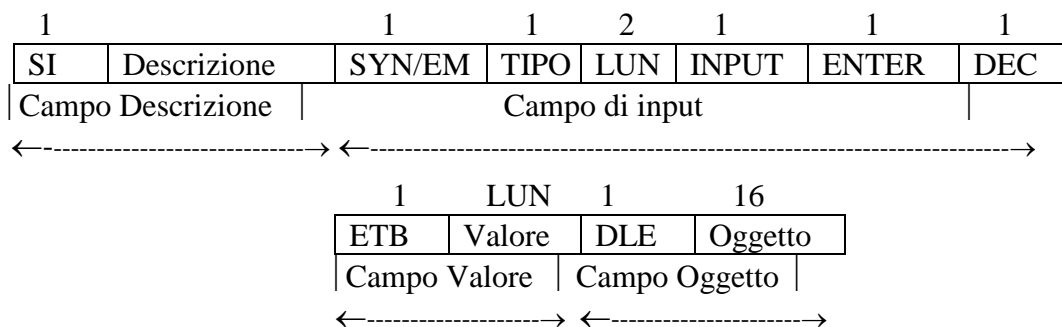 1 1 1 2 1 1 1
SI Descrizione SYN/EM TIPO LUN INPUT ENTER DEC
Campo Descrizione Campo di input
1 LUN 1 16
ETB Valore DLE Oggetto
Campo Valore Campo Oggetto